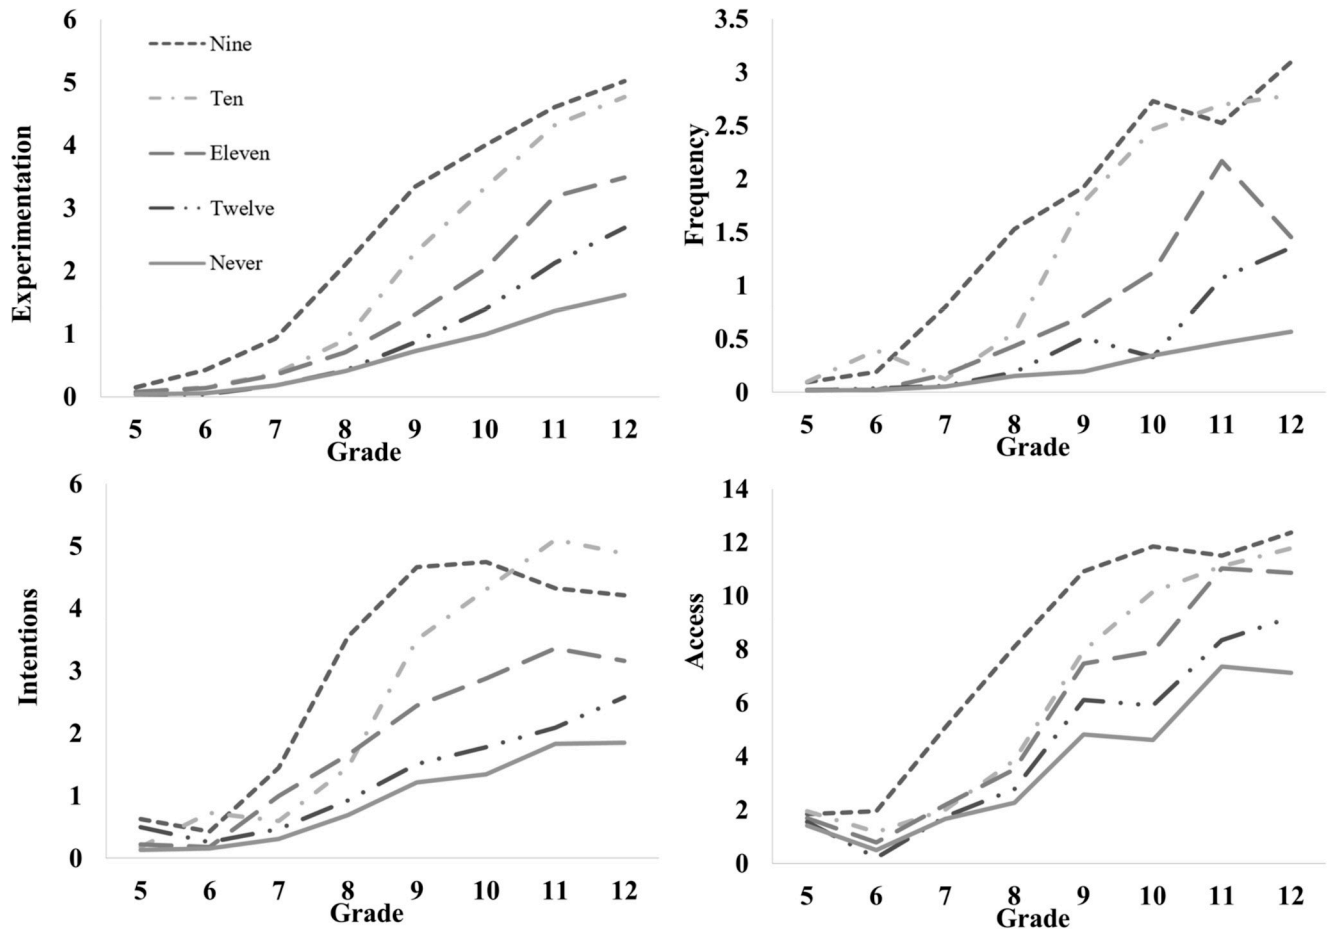 6
5
4
3
2
1
0
Experimentation
Nine
Ten
Eleven
Twelve
Never
5 6 7 8 9 10 11 12
Grade
3.5
3
2.5
2
1.5
1
0.5
0
Frequency
5 6 7 8 9 10 11 12
Grade
6
5
4
3
2
1
0
Intentions
5 6 7 8 9 10 11 12
Grade
14
12
10
8
6
4
2
0
Access
5 6 7 8 9 10 11 12
Grade